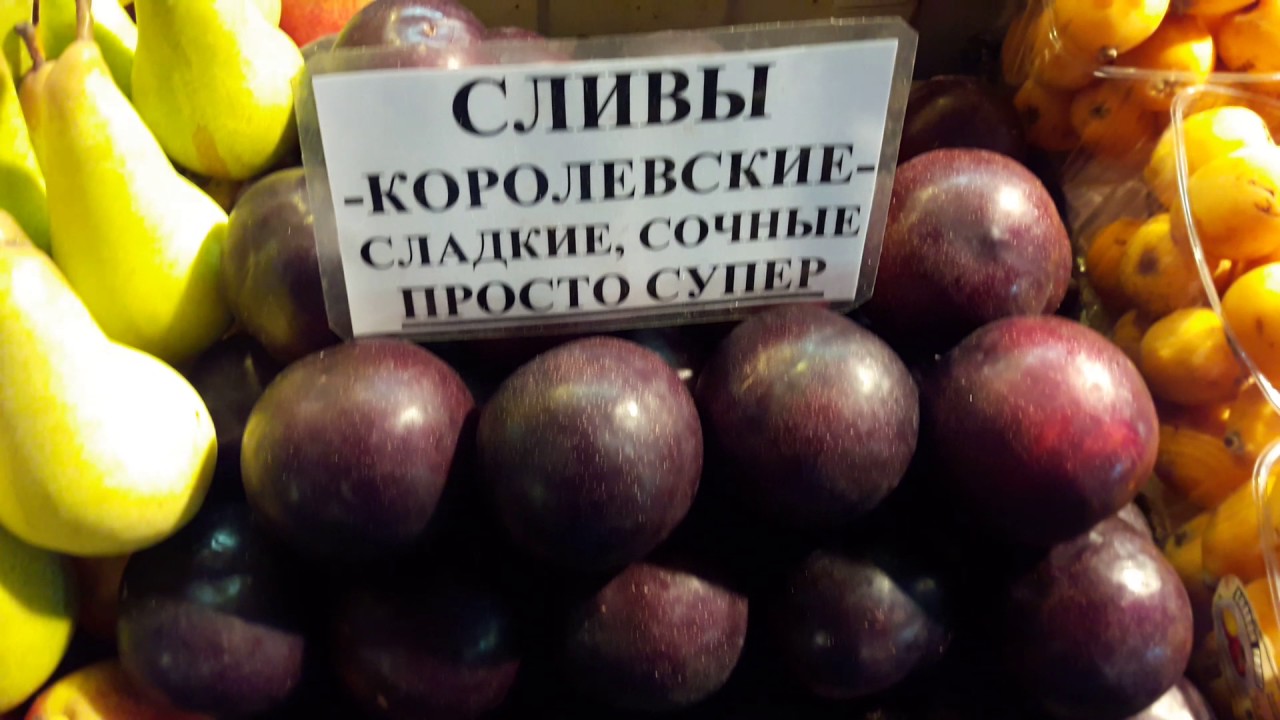 СЛИВЫ
-КОРОЛЕВСКИЕ-
СЛАДКИЕ, СОЧНЫЕ
ПРОСТО СУПЕР